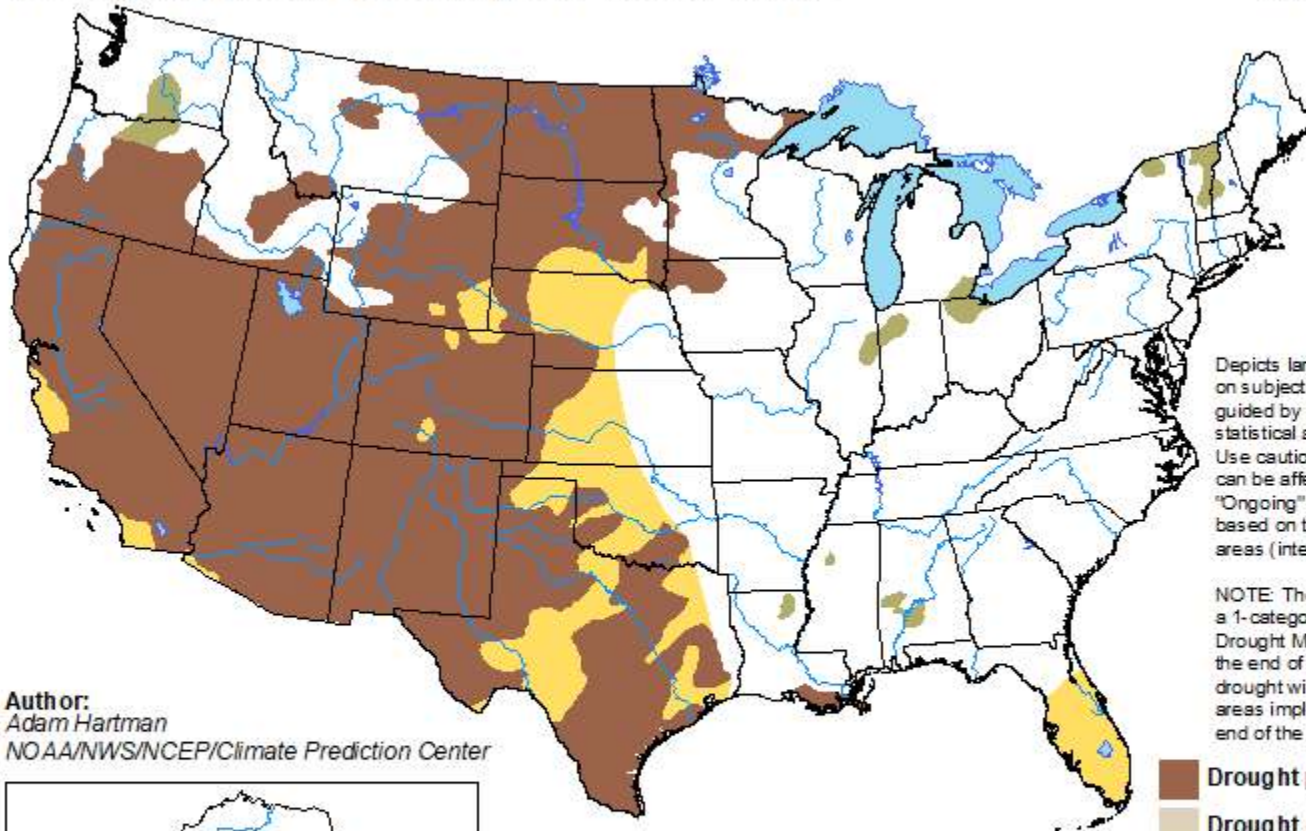 Author:
Adam Hartman
NOAA/NWS/NCEP/Climate Prediction Center
Depicts lar
on subject
guided by
statistical a
Use cautio
can be affe
"Ongoing"
based on t
areas (inte
NOTE: Th
a 1-catego
Drought M
the end of
drought wi
areas impl
end of the
Drought
Drought